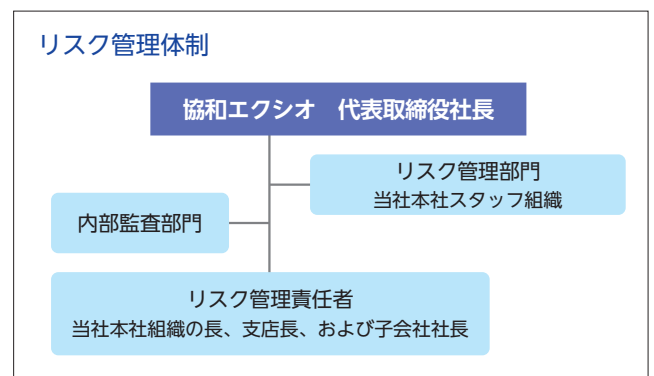 リスク管理体制
協和エクシオ　代表取締役社長
リスク管理部門
当社本社スタッフ組織
内部監査部門
リスク管理責任者
当社本社組織の長、支店長、および子会社社長